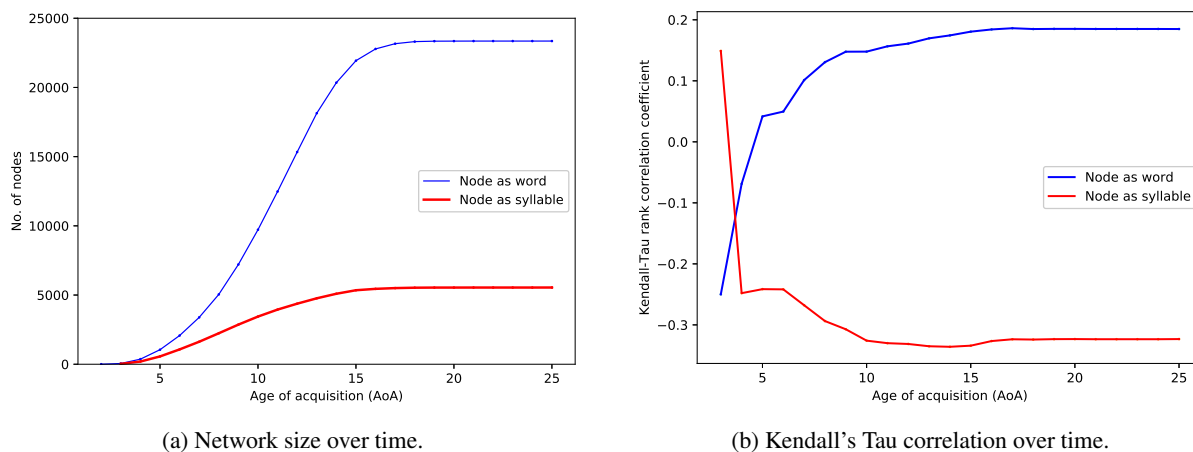 25000
20000
15000
10000
5000
0
No. of nodes
Node as word
Node as syllable
5 10 15 20 25
Age of acquisition (AoA)
(a) Network size over time.
0.2
0.1
0.0
−0.1
−0.2
−0.3
Kendall-Tau rank correlation coefficient
Node as word
Node as syllable
5 10 15 20 25
Age of acquisition (AoA)
(b) Kendall's Tau correlation over time.